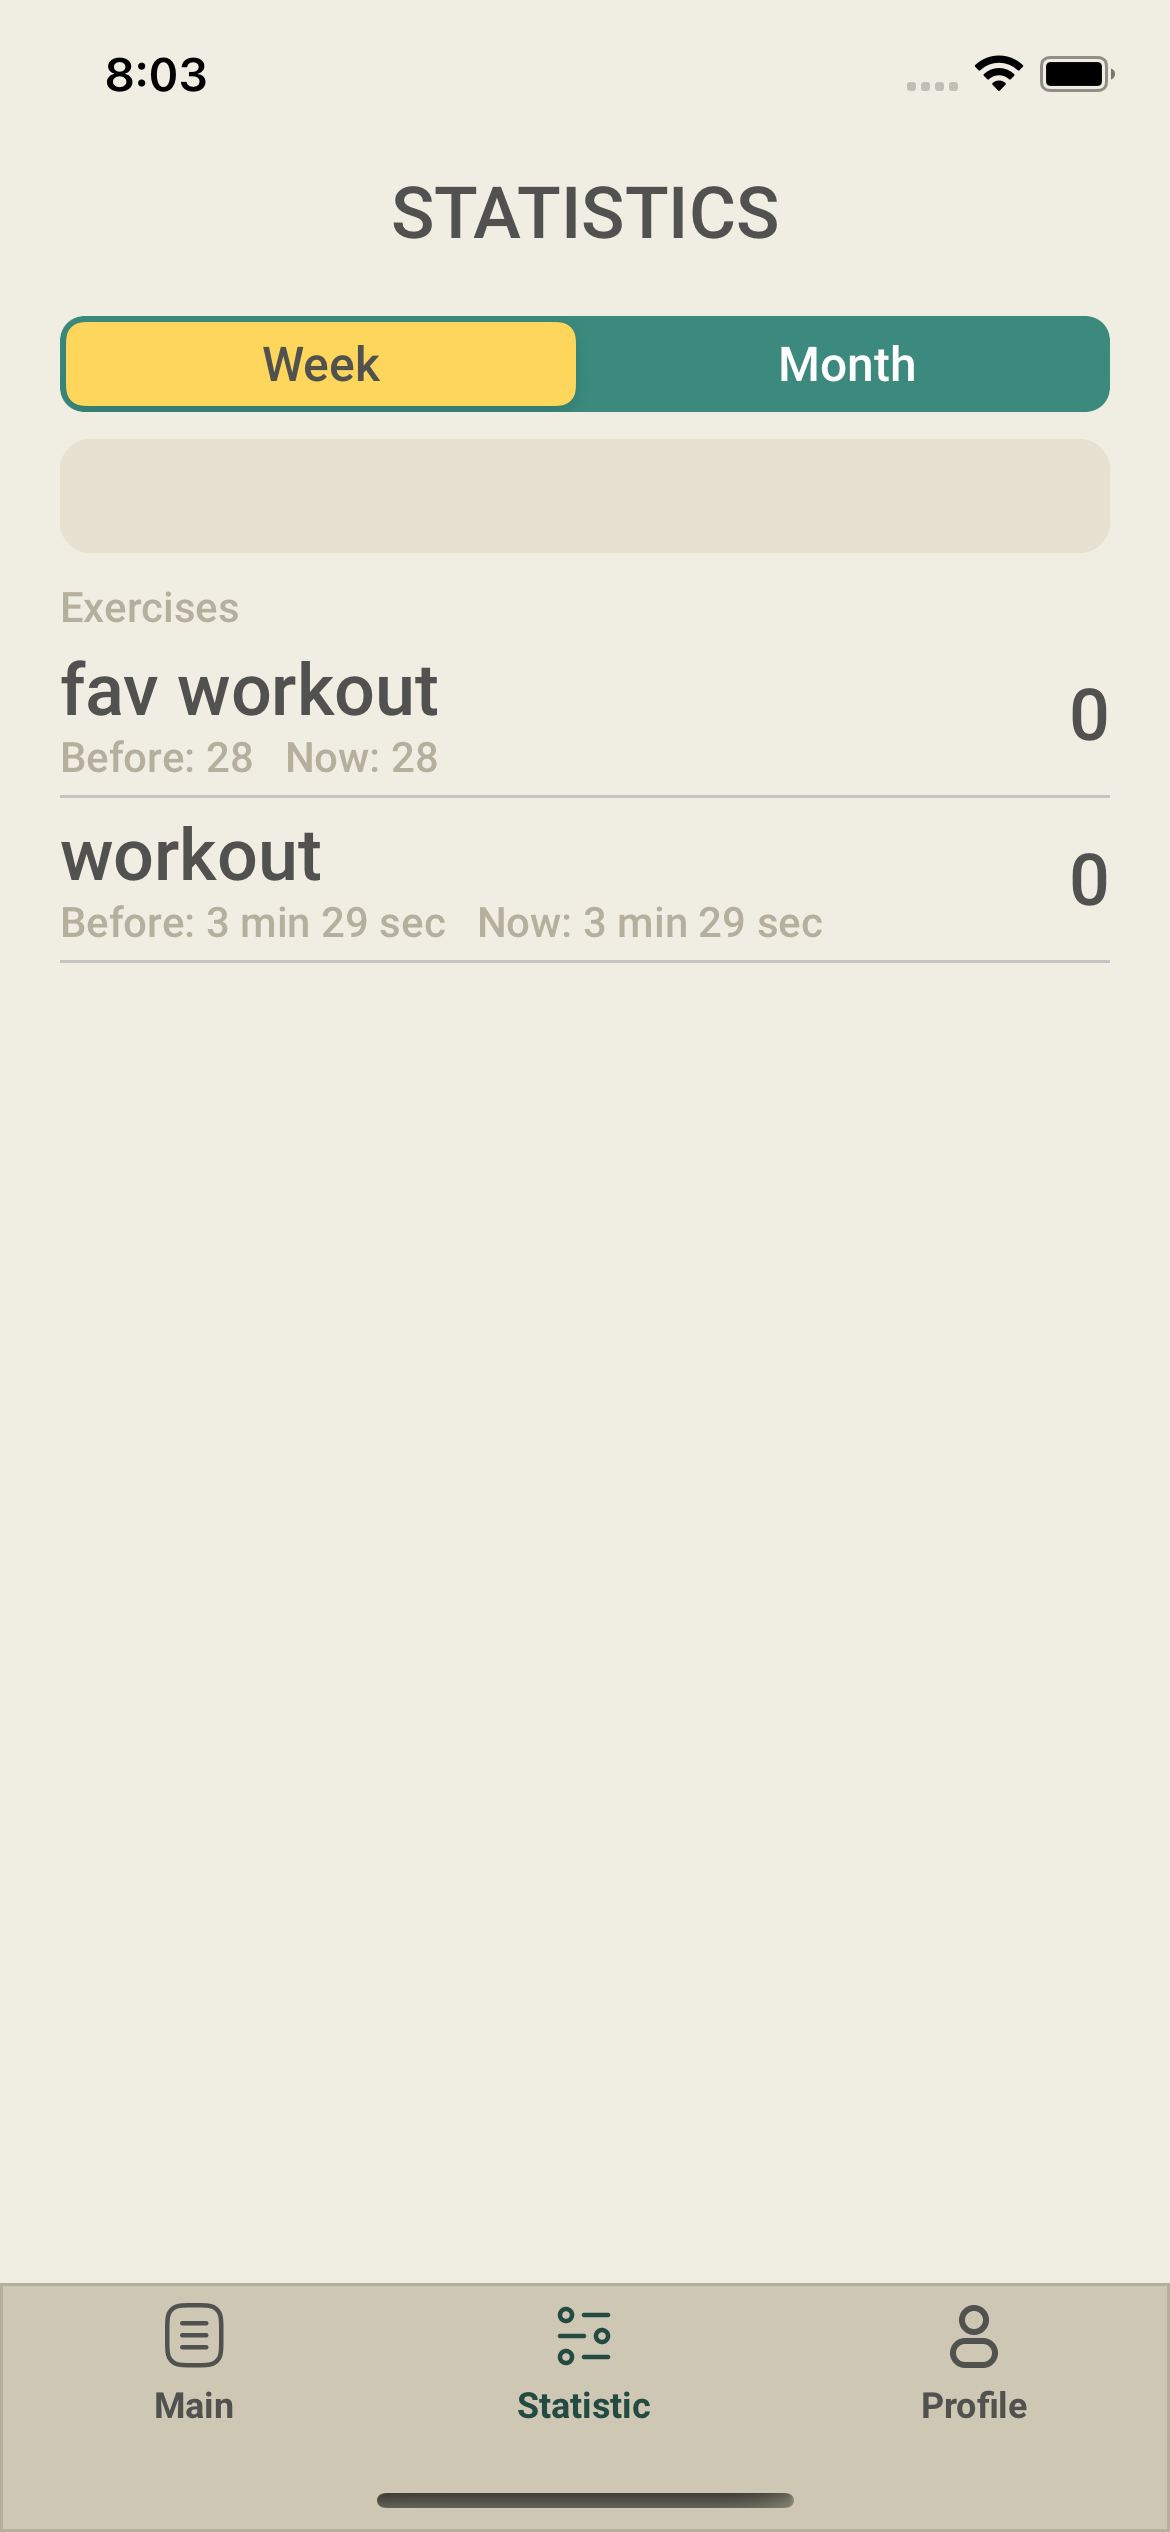 8:03
STATISTICS
Week Month
Exercises
fav workout
0
Before: 28 Now: 28
workout
0
Before: 3 min 29 sec Now: 3 min 29 sec
Main Statistic Profile